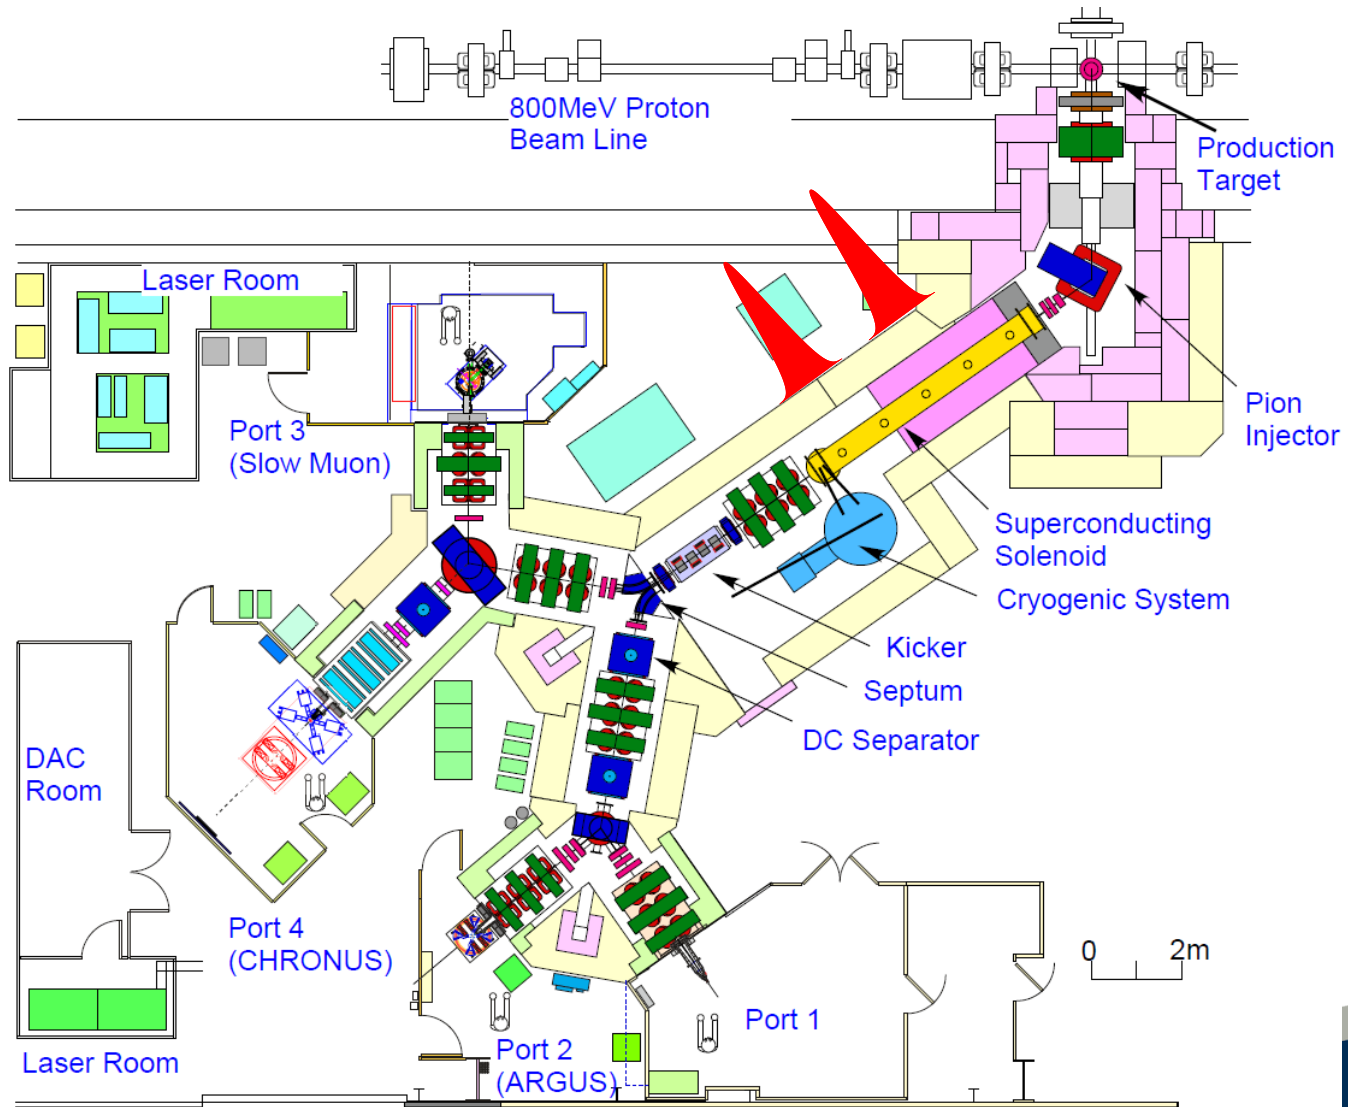 800MeV Proton
Beam Line
Production
Target
Laser Room
Pion
Injector
Port 3
(Slow Muon)
Superconducting
Solenoid
Cryogenic System
Kicker
Septum
DC Separator
DAC
Room
Port 4
(CHRONUS)
0 2m
Port 1
Port 2
(ARGUS)
Laser Room